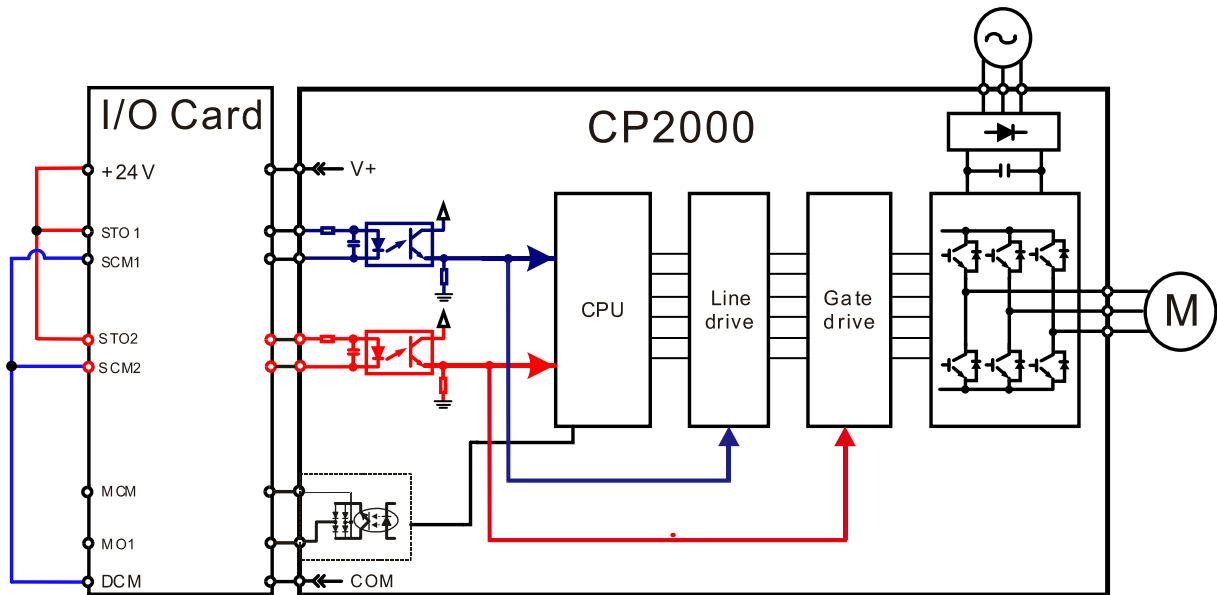 I/O Card
CP2000
+24V
V+
STO1
SCM1
CPU
Line
drive
Gate
drive
M
STO2
SCM2
MCM
MO1
DCM
COM